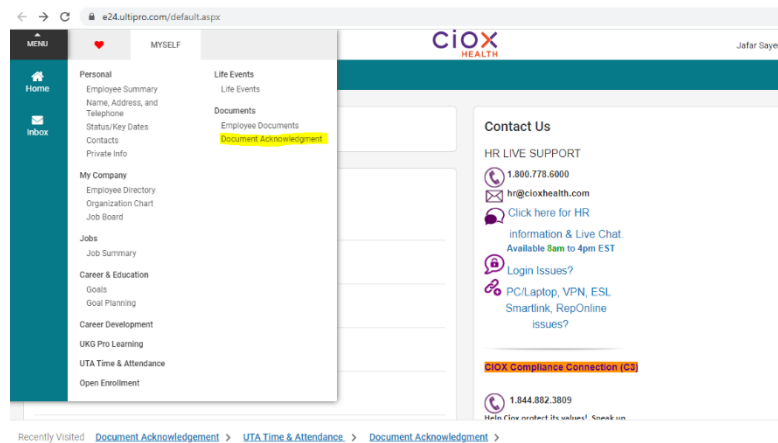 e24.ultipro.com/default.aspx
MENU
MYSELF
CiOX
HEALTH
Jafar Saye
Home
Inbox
Personal
Employee Summary
Name, Address, and
Telephone
Status/Key Dates
Contacts
Private Info
My Company
Employee Directory
Organization Chart
Job Board
Jobs
Job Summary
Career & Education
Goals
Goal Planning
Career Development
UKG Pro Learning
UTA Time & Attendance
Open Enrollment
Life Events
Life Events
Documents
Employee Documents
Document Acknowledgment
Contact Us
HR LIVE SUPPORT
1.800.778.6000
hr@cioxhealth.com
Click here for HR
information & Live Chat.
Available 8am to 4pm EST
Login Issues?
PC/Laptop, VPN, ESL
Smartlink, RepOnline
issues?
CIOX Compliance Connection (C3)
1.844.882.3809
Help Ciox protect its values! Speak up
Recently Visited Document Acknowledgement > UTA Time & Attendance > Document Acknowledgment >